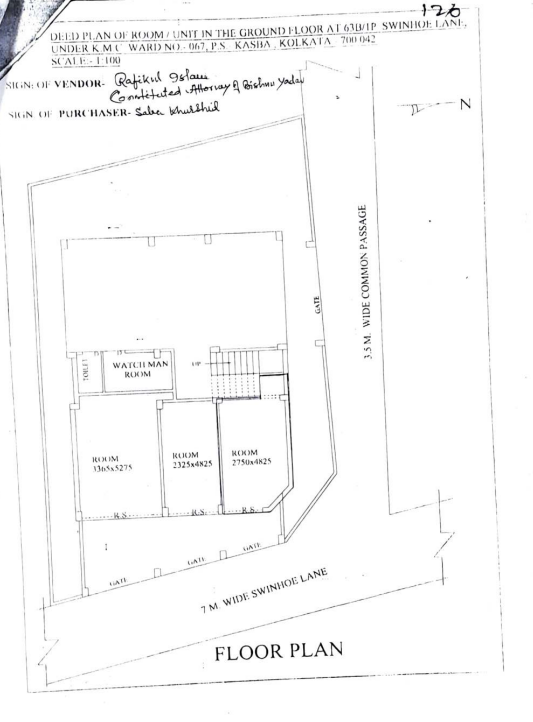 126
DEED PLAN OF ROOM / UNIT IN THE GROUND FLOOR AT 63B/1P SWINHOE LANE,
UNDER K.M.C. WARD NO.- 067, P.S. KASBA, KOLKATA - 700 042
SCALE:- 1:100
SIGN: OF VENDOR- Rafikul Islam
Constituted Attorney of Bishnu Yadav
SIGN OF PURCHASER- Saba Khurshid
N
3.5 M. WIDE COMMON PASSAGE
GATE
TOILET
WATCH MAN
ROOM
UP
ROOM
3365x5275
ROOM
2325x4825
ROOM
2750x4825
R.S.
R.S.
R.S.
GATE
GATE
GATE
7 M. WIDE SWINHOE LANE
FLOOR PLAN